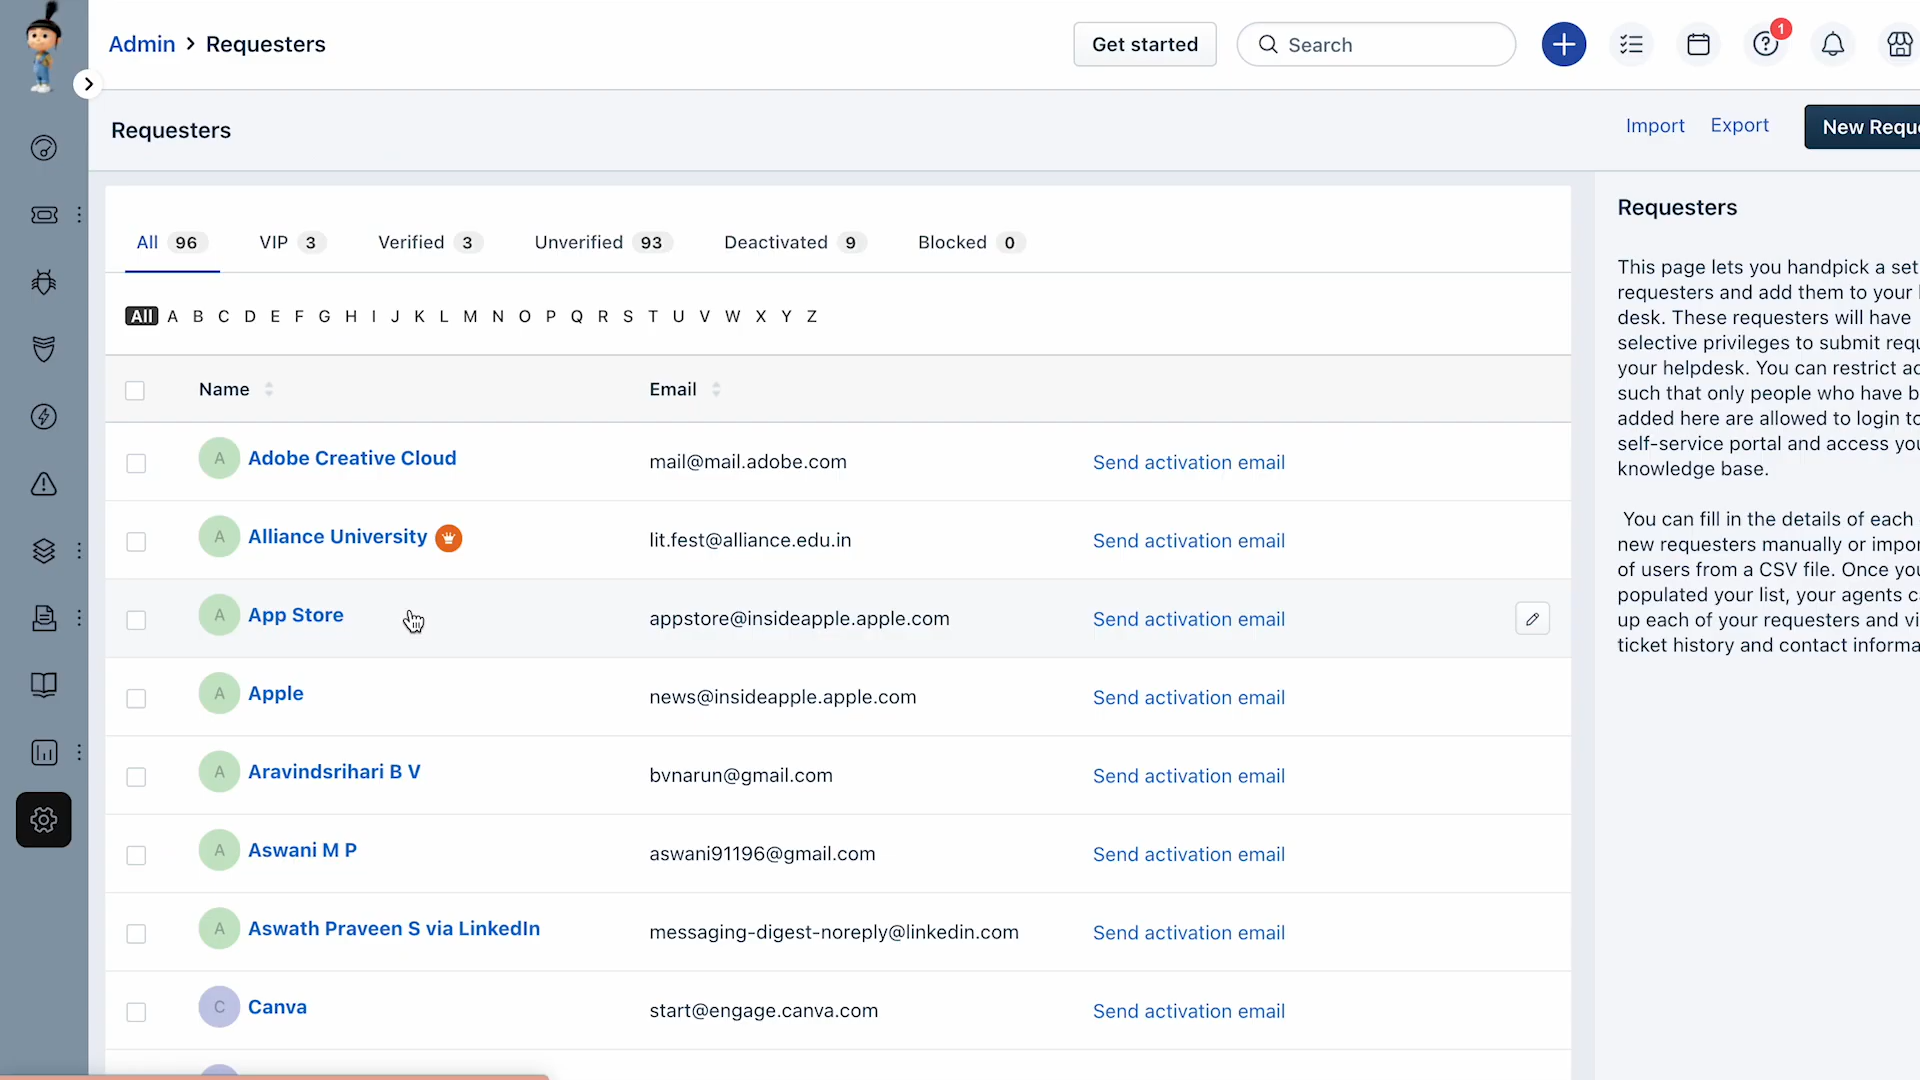 Admin > Requesters
Get started
Search
1
Requesters
Import
Export
New Requ
All 96
VIP 3
Verified 3
Unverified 93
Deactivated 9
Blocked 0
All A B C D E F G H I J K L M N O P Q R S T U V W X Y Z
Name
Email
A Adobe Creative Cloud mail@mail.adobe.com Send activation email
A Alliance University lit.fest@alliance.edu.in Send activation email
A App Store appstore@insideapple.apple.com Send activation email
A Apple news@insideapple.apple.com Send activation email
A Aravindsrihari B V bvnarun@gmail.com Send activation email
A Aswani M P aswani91196@gmail.com Send activation email
A Aswath Praveen S via LinkedIn messaging-digest-noreply@linkedin.com Send activation email
C Canva start@engage.canva.com Send activation email
Requesters
This page lets you handpick a set
requesters and add them to your
desk. These requesters will have
selective privileges to submit requ
your helpdesk. You can restrict ac
such that only people who have b
added here are allowed to login to
self-service portal and access you
knowledge base.
You can fill in the details of each
new requesters manually or impor
of users from a CSV file. Once you
populated your list, your agents c
up each of your requesters and vi
ticket history and contact informa